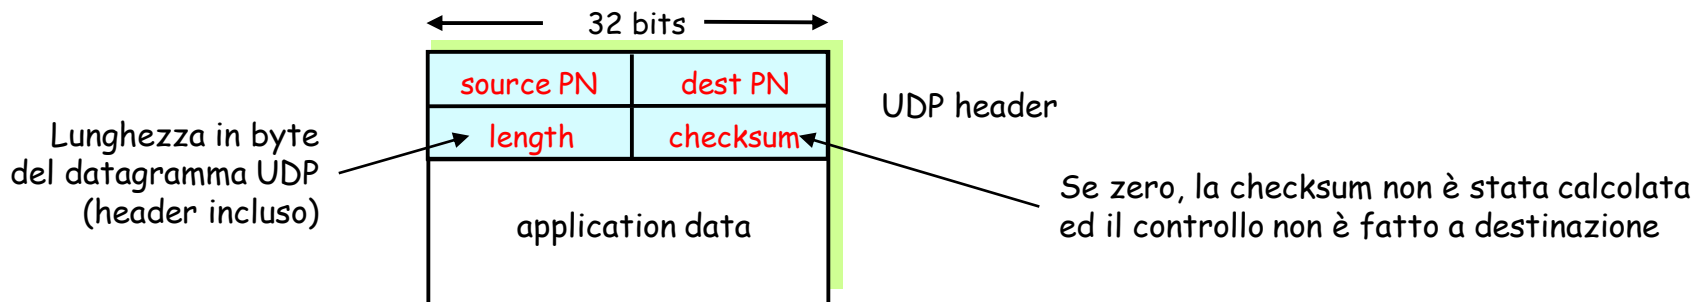 32 bits
source PN
dest PN
UDP header
length
checksum
Lunghezza in byte
del datagramma UDP
(header incluso)
Se zero, la checksum non è stata calcolata
ed il controllo non è fatto a destinazione
application data